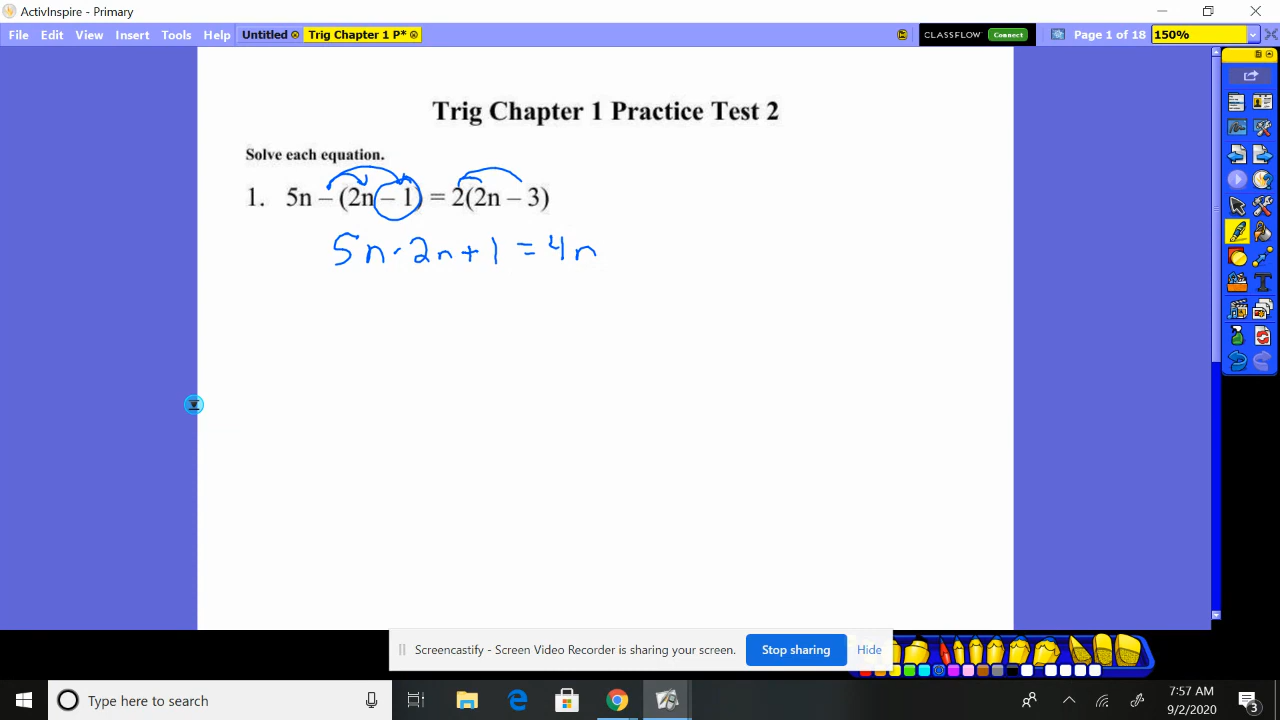 ActivInspire - Primary
File Edit View Insert Tools Help Untitled Trig Chapter 1 P* CLASSFLOW Connect Page 1 of 18 150%
Trig Chapter 1 Practice Test 2
Solve each equation.
1. 5n – (2n – 1) = 2(2n – 3)
5n - 2n + 1 = 4n
Screencastify - Screen Video Recorder is sharing your screen. Stop sharing Hide
Type here to search
7:57 AM
9/2/2020
3